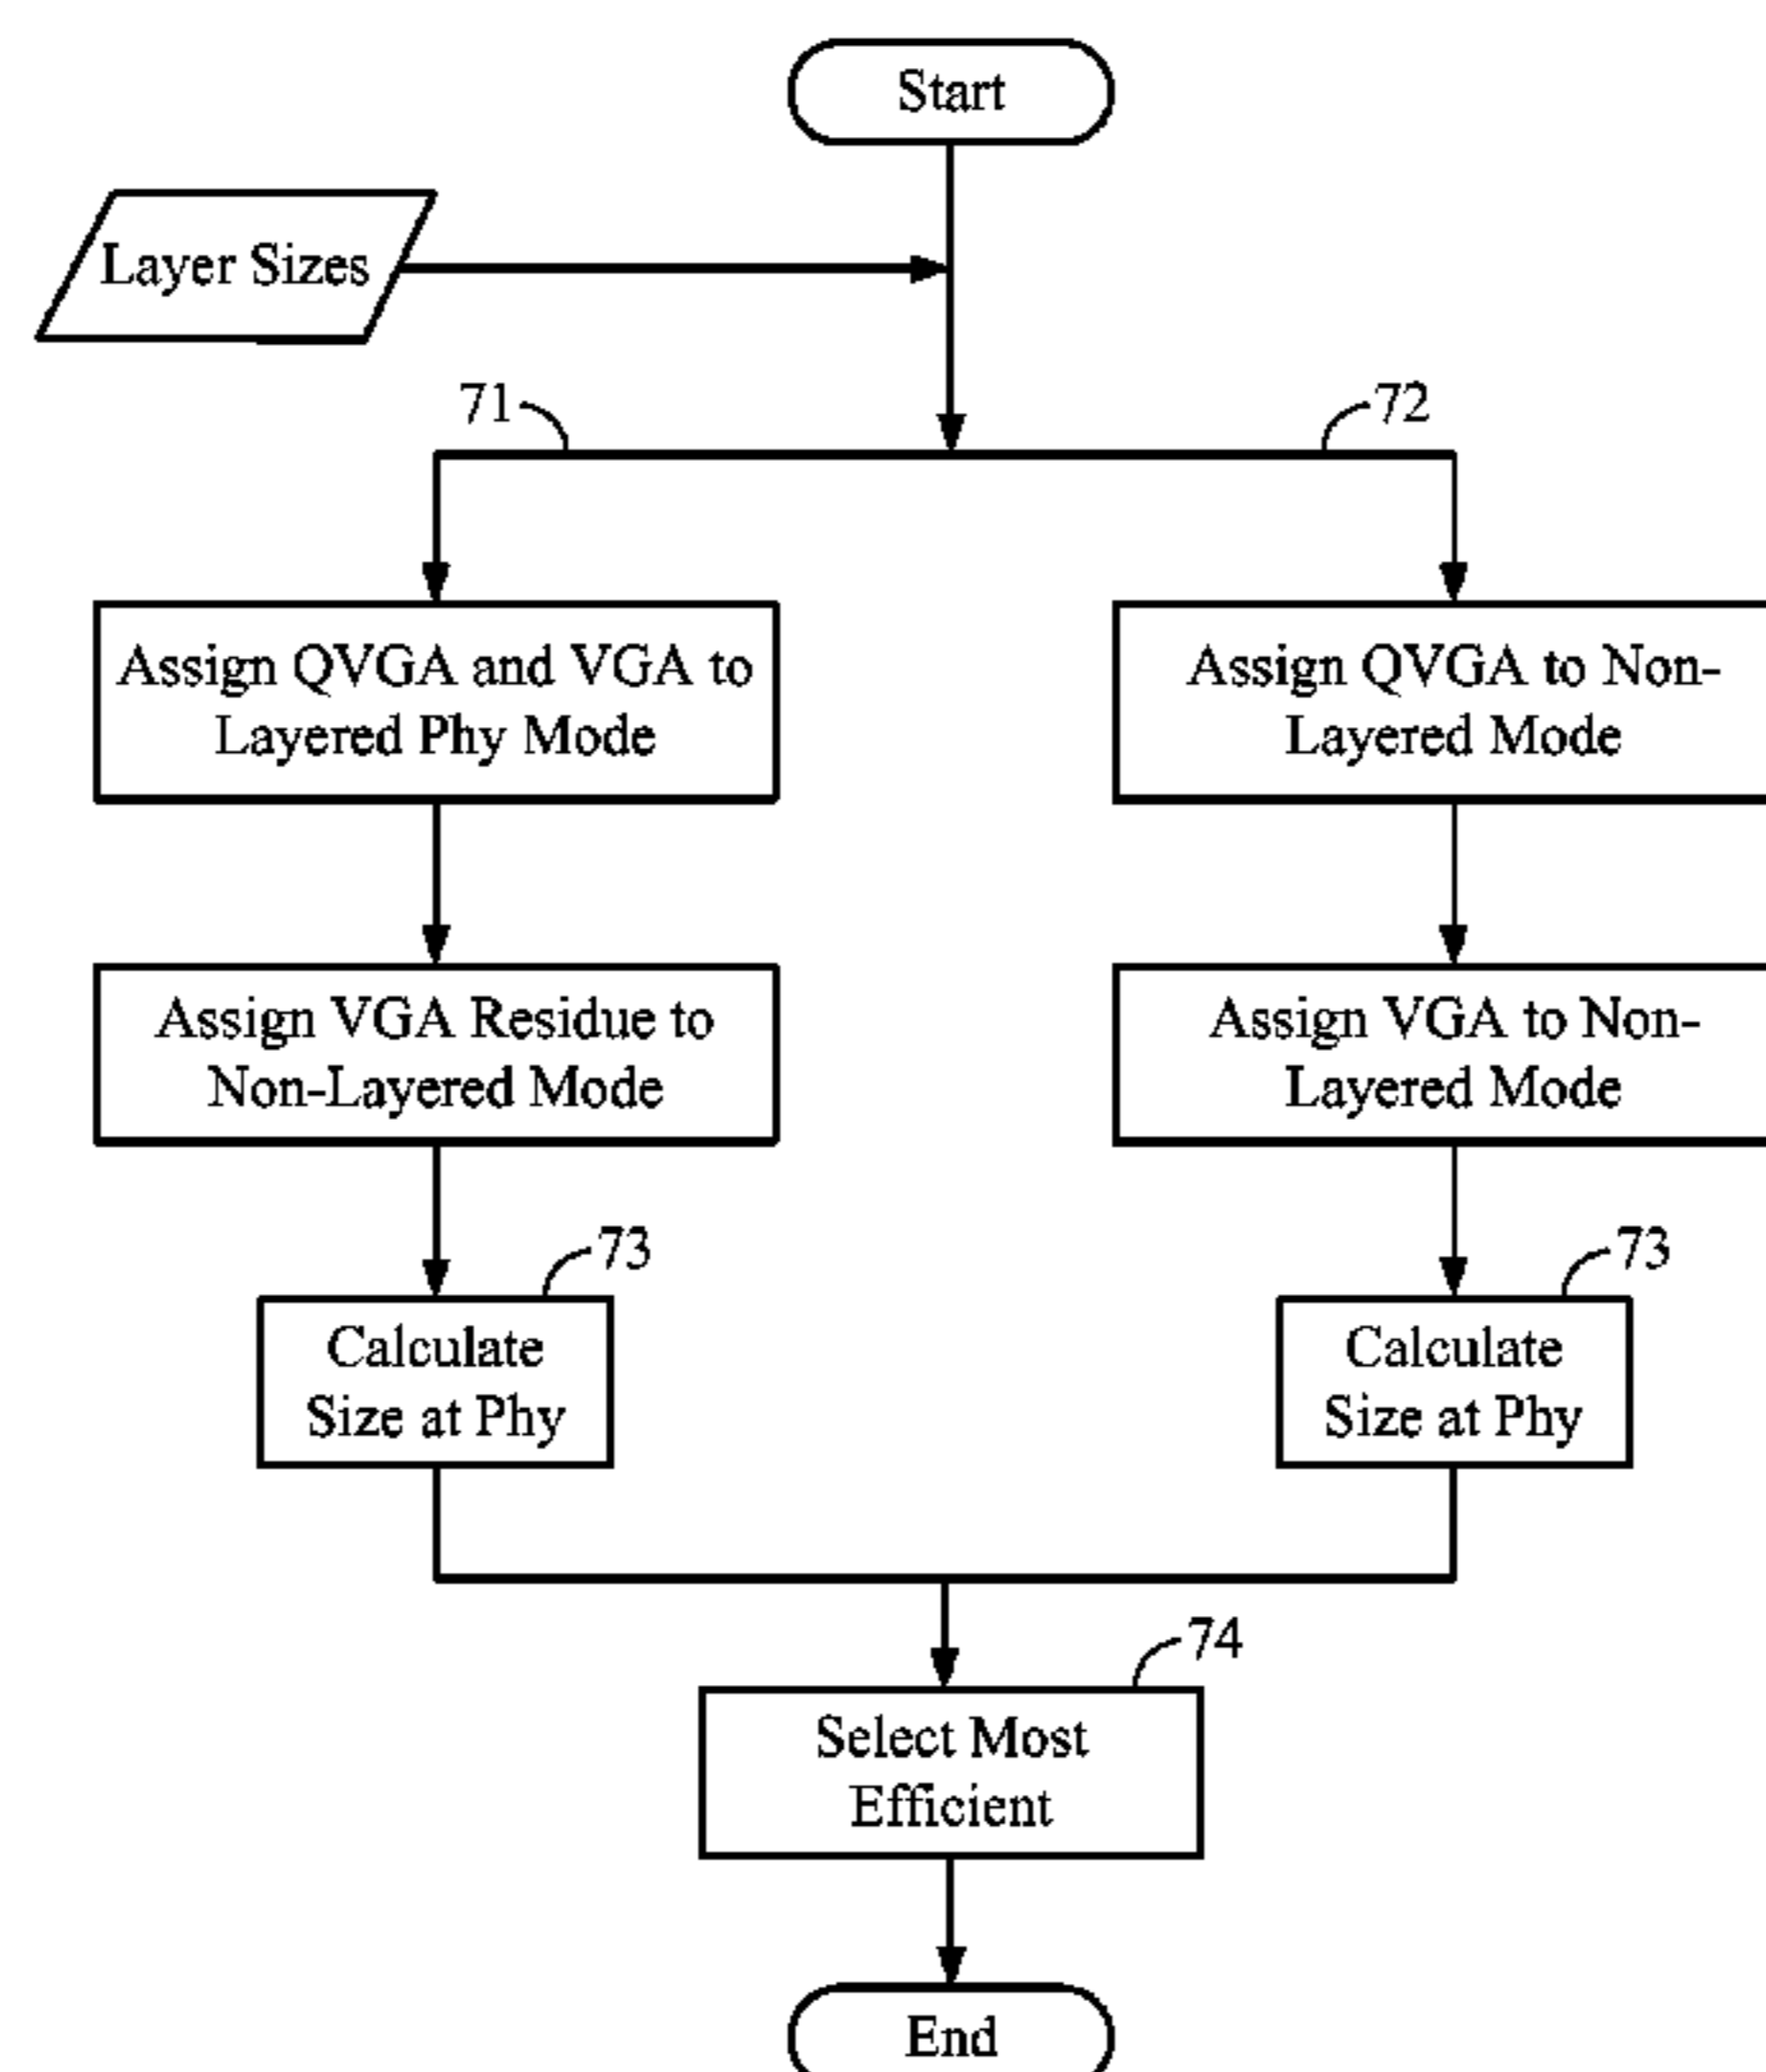 Start
Layer Sizes
71
72
Assign QVGA and VGA to
Layered Phy Mode
Assign QVGA to Non-
Layered Mode
Assign VGA Residue to
Non-Layered Mode
Assign VGA to Non-
Layered Mode
73
Calculate
Size at Phy
73
Calculate
Size at Phy
74
Select Most
Efficient
End